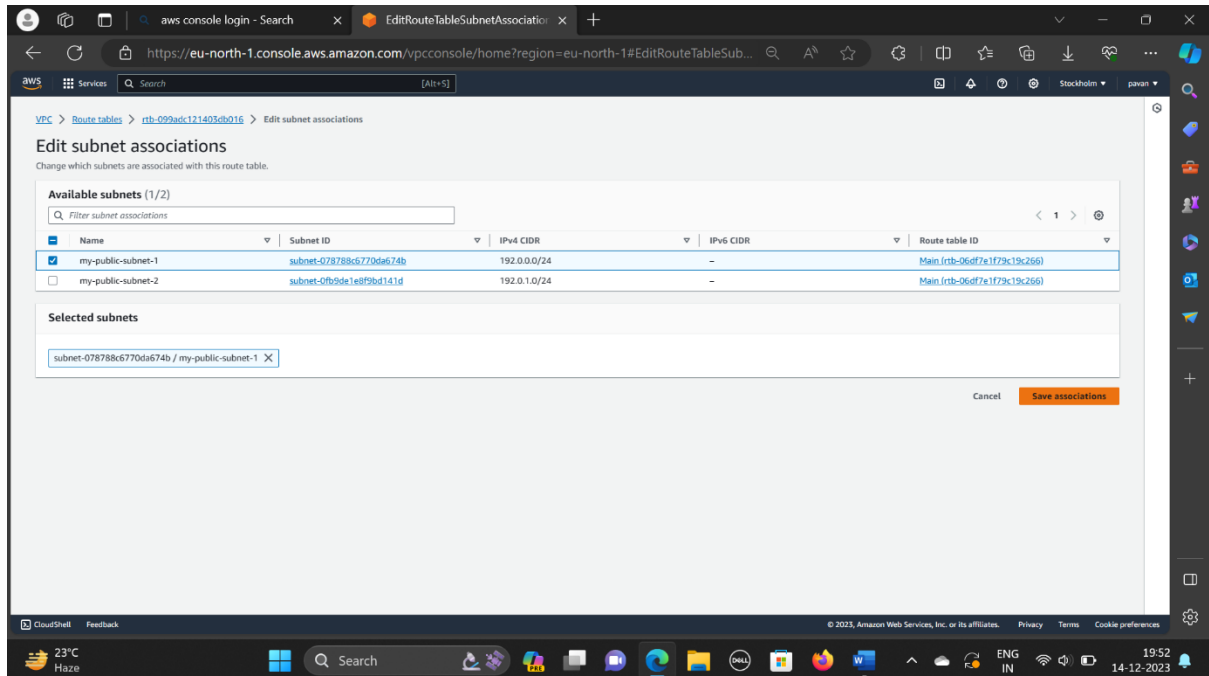 aws console login - Search
EditRouteTableSubnetAssociation
https://eu-north-1.console.aws.amazon.com/vpcconsole/home?region=eu-north-1#EditRouteTableSub...
aws Services Search [Alt+S] Stockholm pavan
VPC > Route tables > rtb-099adc121403db016 > Edit subnet associations
Edit subnet associations
Change which subnets are associated with this route table.
Available subnets (1/2)
Filter subnet associations
1
Name Subnet ID IPv4 CIDR IPv6 CIDR Route table ID
my-public-subnet-1 subnet-078788c6770da674b 192.0.0.0/24 – Main (rtb-06df7e1f79c19c266)
my-public-subnet-2 subnet-0fb9de1e8f9bd141d 192.0.1.0/24 – Main (rtb-06df7e1f79c19c266)
Selected subnets
subnet-078788c6770da674b / my-public-subnet-1
Cancel Save associations
CloudShell Feedback © 2023, Amazon Web Services, Inc. or its affiliates. Privacy Terms Cookie preferences
23°C
Haze
Search
PRE
DELL
W
ENG
IN
19:52
14-12-2023